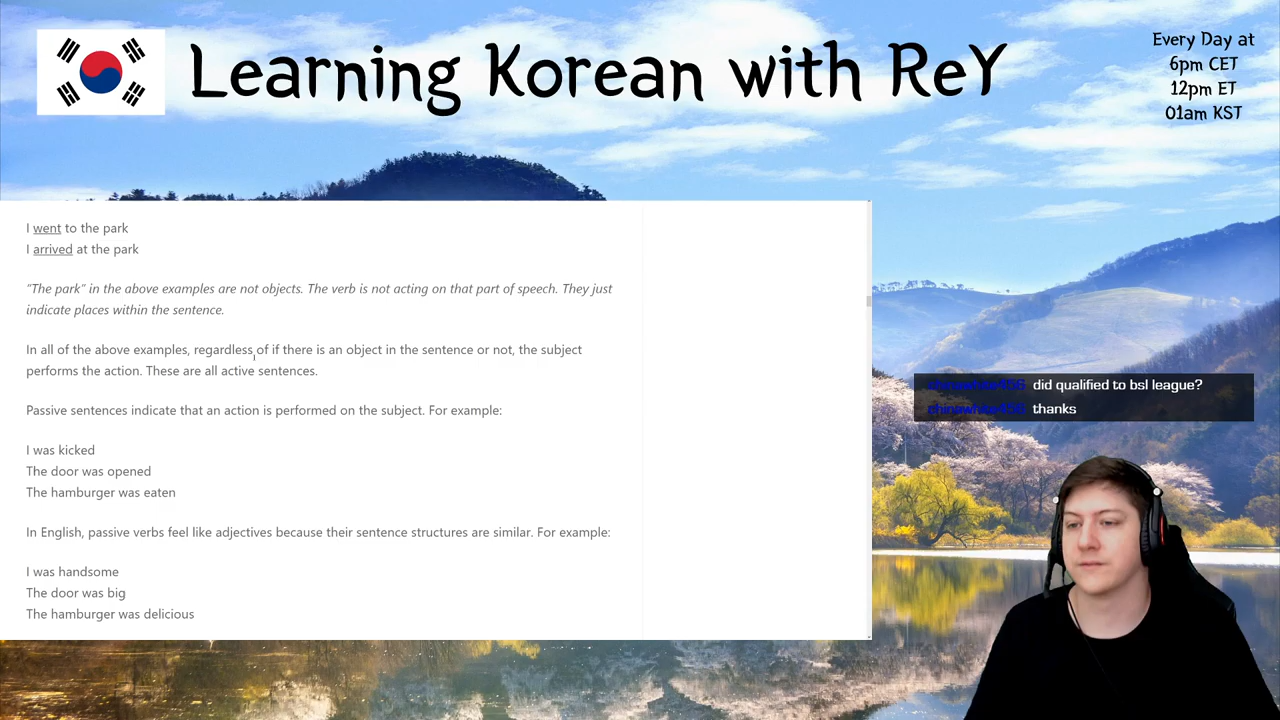 Learning Korean with ReY
Every Day at
6pm CET
12pm ET
01am KST
I went to the park
I arrived at the park
"The park" in the above examples are not objects. The verb is not acting on that part of speech. They just
indicate places within the sentence.
In all of the above examples, regardless of if there is an object in the sentence or not, the subject
performs the action. These are all active sentences.
Passive sentences indicate that an action is performed on the subject. For example:
I was kicked
The door was opened
The hamburger was eaten
In English, passive verbs feel like adjectives because their sentence structures are similar. For example:
I was handsome
The door was big
The hamburger was delicious
did qualified to bsl league?
thanks